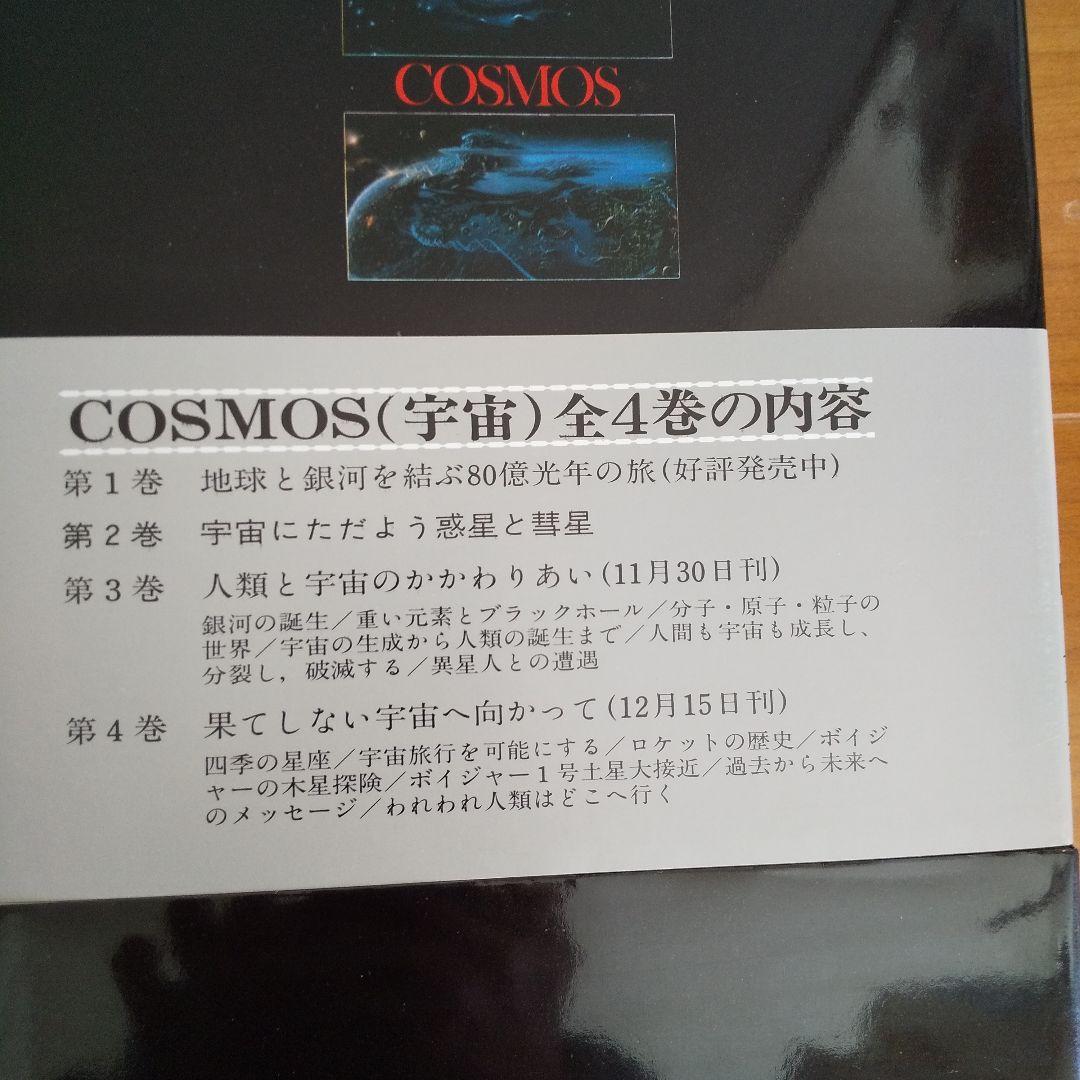 COSMOS
COSMOS(宇宙)全4巻の内容
第1巻 地球と銀河を結ぶ80億光年の旅(好評発売中)
第2巻 宇宙にただよう惑星と彗星
第3巻 人類と宇宙のかかわりあい(11月30日刊)
銀河の誕生/重い元素とブラックホール/分子・原子・粒子の
世界/宇宙の生成から人類の誕生まで/人間も宇宙も成長し、
分裂し,破滅する/異星人との遭遇
第4巻 果てしない宇宙へ向かって(12月15日刊)
四季の星座/宇宙旅行を可能にする/ロケットの歴史/ボイジ
ャーの木星探険/ボイジャー1号土星大接近/過去から未来へ
のメッセージ/われわれ人類はどこへ行く